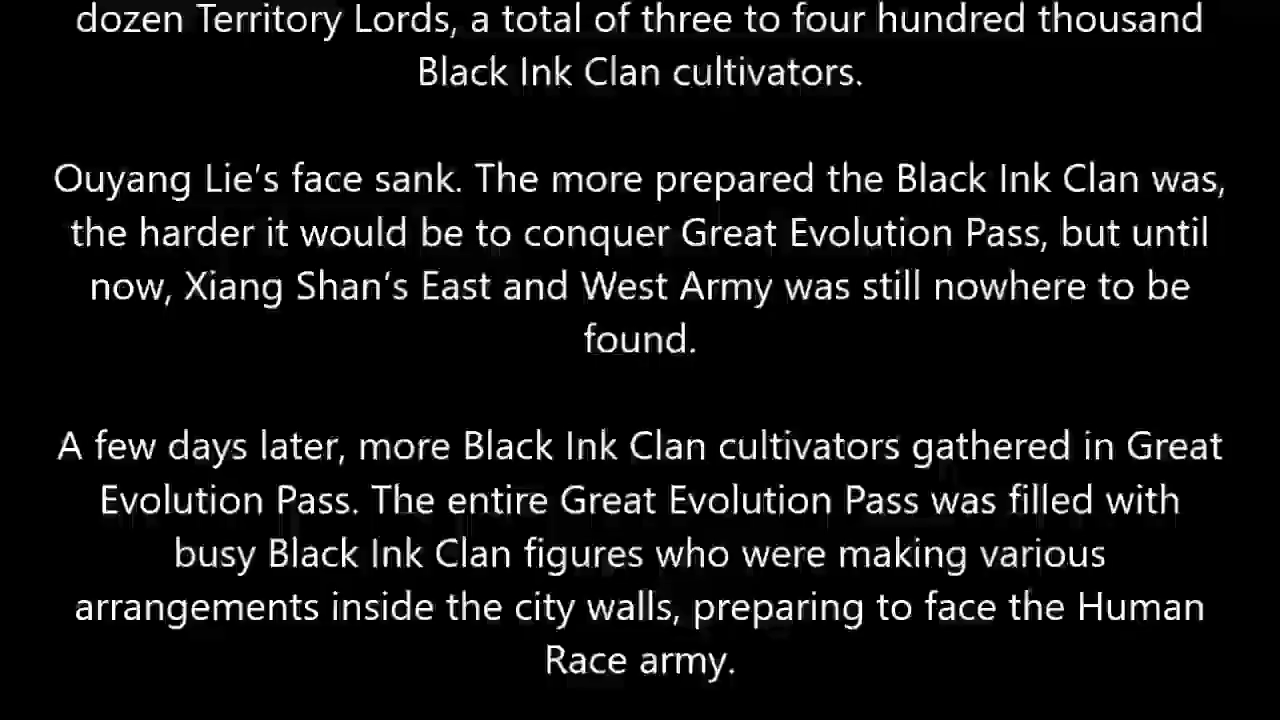 dozen Territory Lords, a total of three to four hundred thousand
Black Ink Clan cultivators.
Ouyang Lie’s face sank. The more prepared the Black Ink Clan was,
the harder it would be to conquer Great Evolution Pass, but until
now, Xiang Shan’s East and West Army was still nowhere to be
found.
A few days later, more Black Ink Clan cultivators gathered in Great
Evolution Pass. The entire Great Evolution Pass was filled with
busy Black Ink Clan figures who were making various
arrangements inside the city walls, preparing to face the Human
Race army.